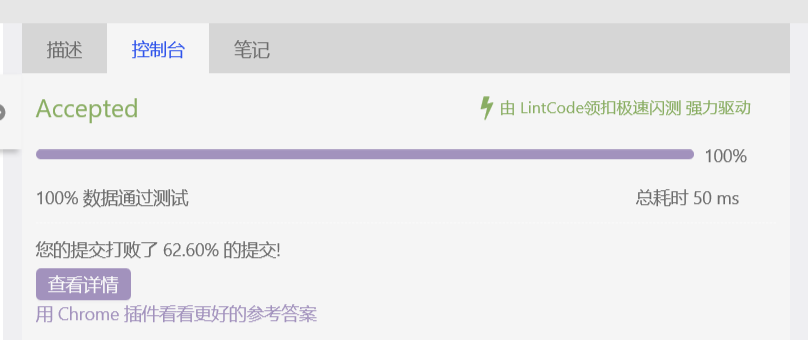 描述 控制台 笔记
Accepted 由 LintCode领扣极速闪测 强力驱动
100%
100% 数据通过测试 总耗时 50 ms
您的提交打败了 62.60% 的提交!
查看详情
用 Chrome 插件看看更好的参考答案